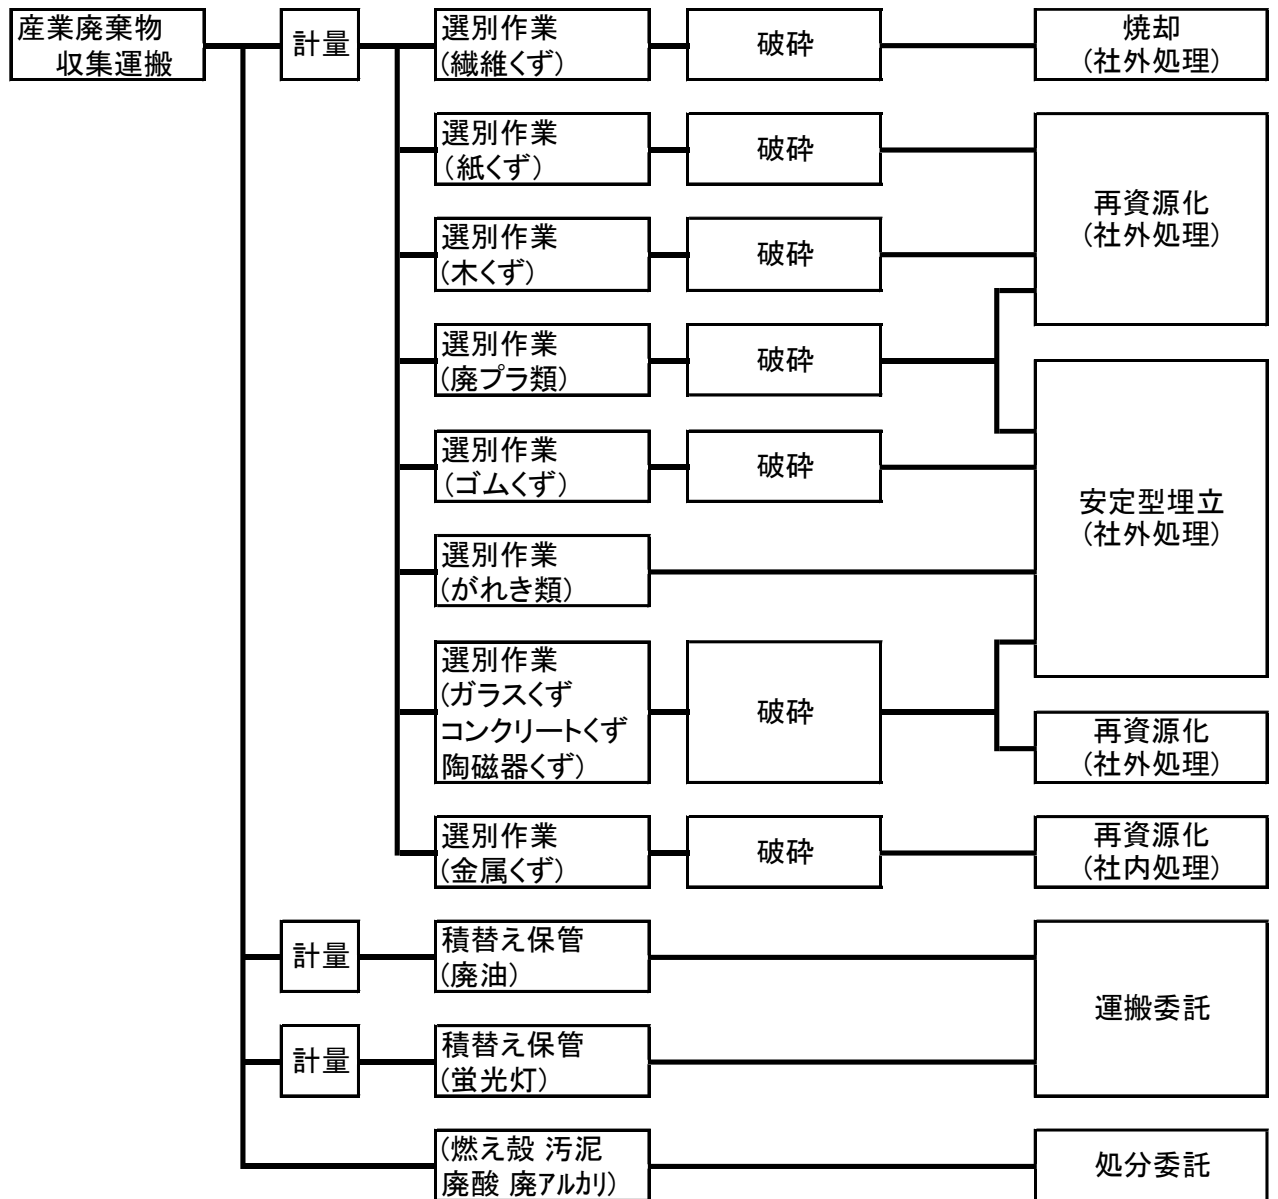 産業廃棄物
収集運搬
計量
選別作業
(繊維くず)
破砕
焼却
(社外処理)
選別作業
(紙くず)
破砕
再資源化
(社外処理)
選別作業
(木くず)
破砕
選別作業
(廃プラ類)
破砕
選別作業
(ゴムくず)
破砕
安定型埋立
(社外処理)
選別作業
(がれき類)
選別作業
(ガラスくず
コンクリートくず
陶磁器くず)
破砕
再資源化
(社外処理)
選別作業
(金属くず)
破砕
再資源化
(社内処理)
計量
積替え保管
(廃油)
運搬委託
計量
積替え保管
(蛍光灯)
(燃え殻 汚泥
廃酸 廃アルカリ)
処分委託